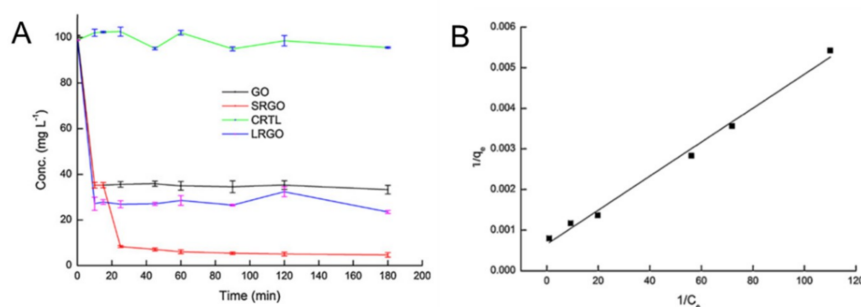 A
Conc. (mg L⁻¹)
100
80
60
40
20
0
GO
SRGO
CRTL
LRGO
0 20 40 60 80 100 120 140 160 180 200
Time (min)
B
1/qₑ
0.006
0.005
0.004
0.003
0.002
0.001
0.000
0 20 40 60 80 100 120
1/Cₑ